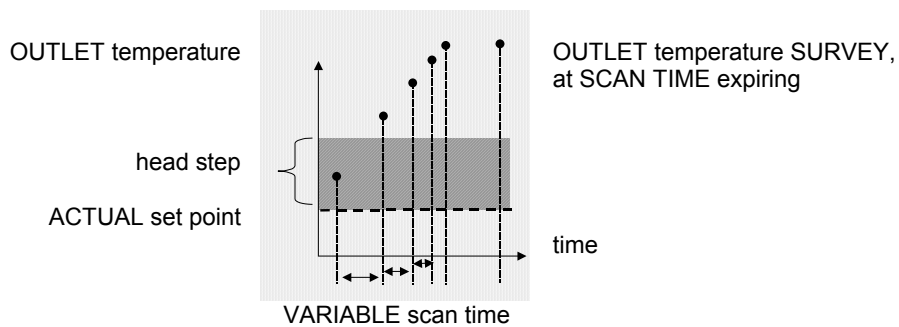 OUTLET temperature
OUTLET temperature SURVEY,
at SCAN TIME expiring
head step
ACTUAL set point
time
VARIABLE scan time